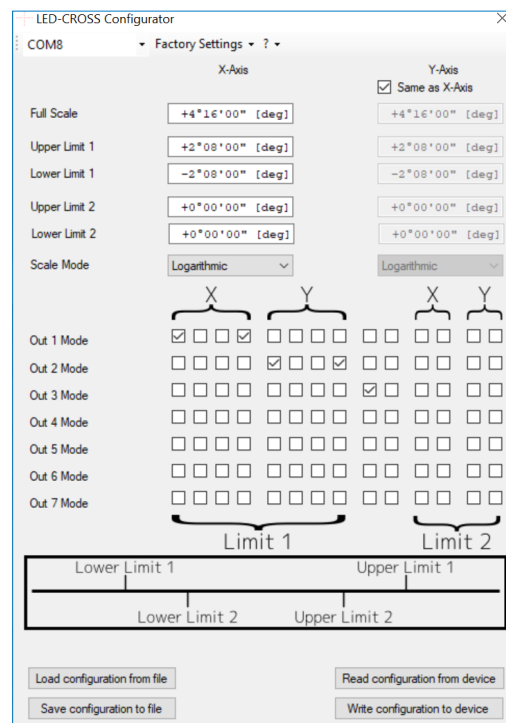 LED-CROSS Configurator
COM8 Factory Settings ?
X-Axis Y-Axis
Same as X-Axis
Full Scale +4°16'00" [deg] +4°16'00" [deg]
Upper Limit 1 +2°08'00" [deg] +2°08'00" [deg]
Lower Limit 1 -2°08'00" [deg] -2°08'00" [deg]
Upper Limit 2 +0°00'00" [deg] +0°00'00" [deg]
Lower Limit 2 +0°00'00" [deg] +0°00'00" [deg]
Scale Mode Logarithmic Logarithmic
X Y X Y
Out 1 Mode
Out 2 Mode
Out 3 Mode
Out 4 Mode
Out 5 Mode
Out 6 Mode
Out 7 Mode
Limit 1 Limit 2
Lower Limit 1 Upper Limit 1
Lower Limit 2 Upper Limit 2
Load configuration from file Read configuration from device
Save configuration to file Write configuration to device